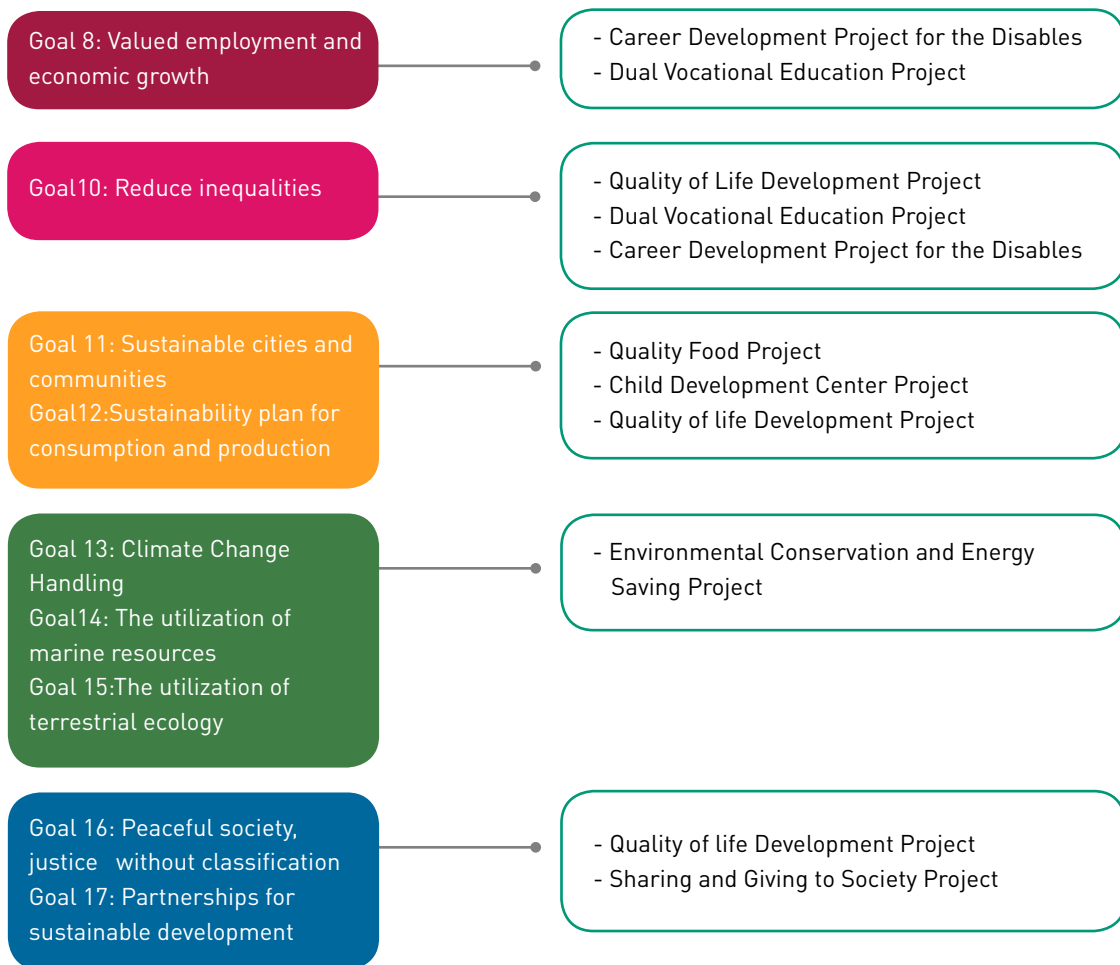 Goal 8: Valued employment and
economic growth
- Career Development Project for the Disables
- Dual Vocational Education Project
Goal10: Reduce inequalities
- Quality of Life Development Project
- Dual Vocational Education Project
- Career Development Project for the Disables
Goal 11: Sustainable cities and
communities
Goal12:Sustainability plan for
consumption and production
- Quality Food Project
- Child Development Center Project
- Quality of life Development Project
Goal 13: Climate Change
Handling
Goal14: The utilization of
marine resources
Goal 15:The utilization of
terrestrial ecology
- Environmental Conservation and Energy
Saving Project
Goal 16: Peaceful society,
justice without classification
Goal 17: Partnerships for
sustainable development
- Quality of life Development Project
- Sharing and Giving to Society Project